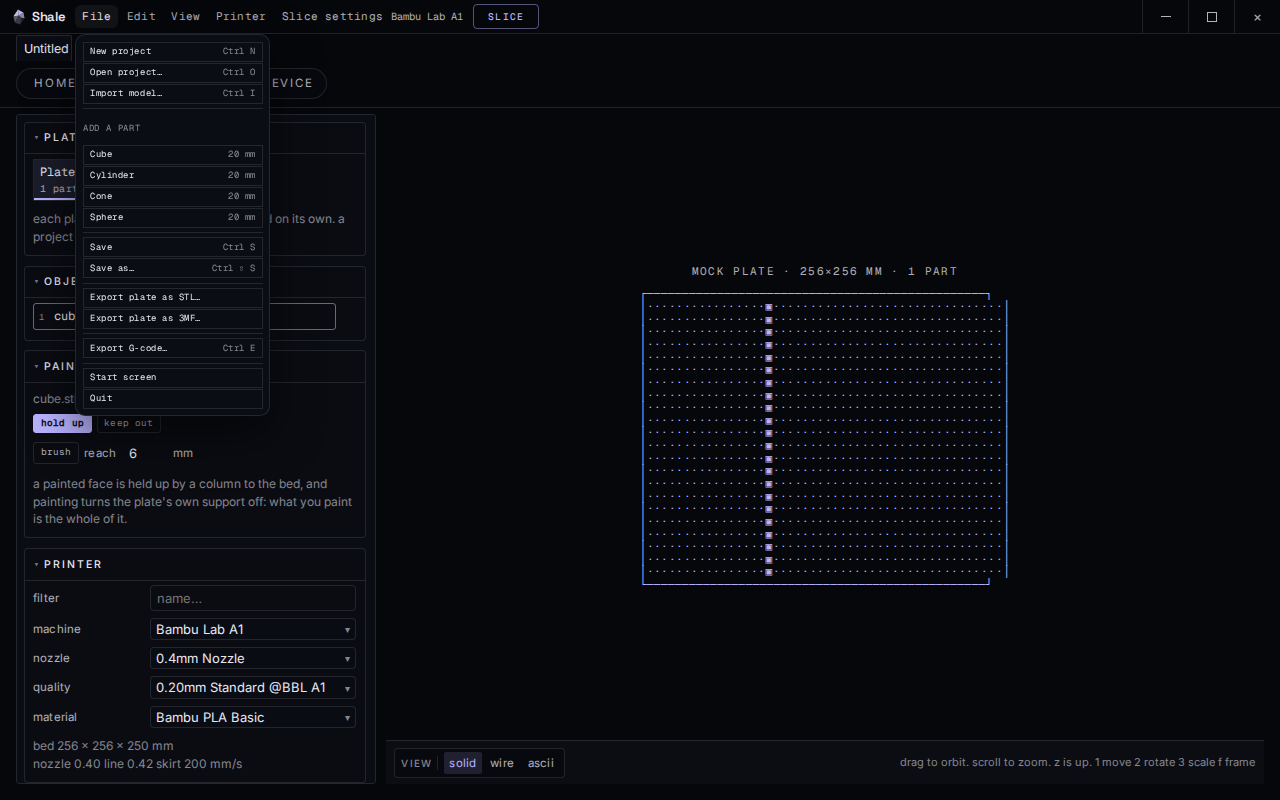 Shale File Edit View Printer Slice settings Bambu Lab A1 SLICE
Untitled
HOME EVICE
New project Ctrl N
Open project… Ctrl O
Import model… Ctrl I
ADD A PART
Cube 20 mm
Cylinder 20 mm
Cone 20 mm
Sphere 20 mm
Save Ctrl S
Save as… Ctrl ⇧ S
Export plate as STL…
Export plate as 3MF…
Export G-code… Ctrl E
Start screen
Quit
PLAT
Plate
1 part
each pl d on its own. a
project
OBJE
1 cub
PAIN
cube.st
hold up keep out
brush reach 6 mm
a painted face is held up by a column to the bed, and
painting turns the plate's own support off: what you paint
is the whole of it.
PRINTER
filter name...
machine Bambu Lab A1
nozzle 0.4mm Nozzle
quality 0.20mm Standard @BBL A1
material Bambu PLA Basic
bed 256 × 256 × 250 mm
nozzle 0.40 line 0.42 skirt 200 mm/s
MOCK PLATE · 256×256 MM · 1 PART
VIEW solid wire ascii
drag to orbit. scroll to zoom. z is up. 1 move 2 rotate 3 scale f frame